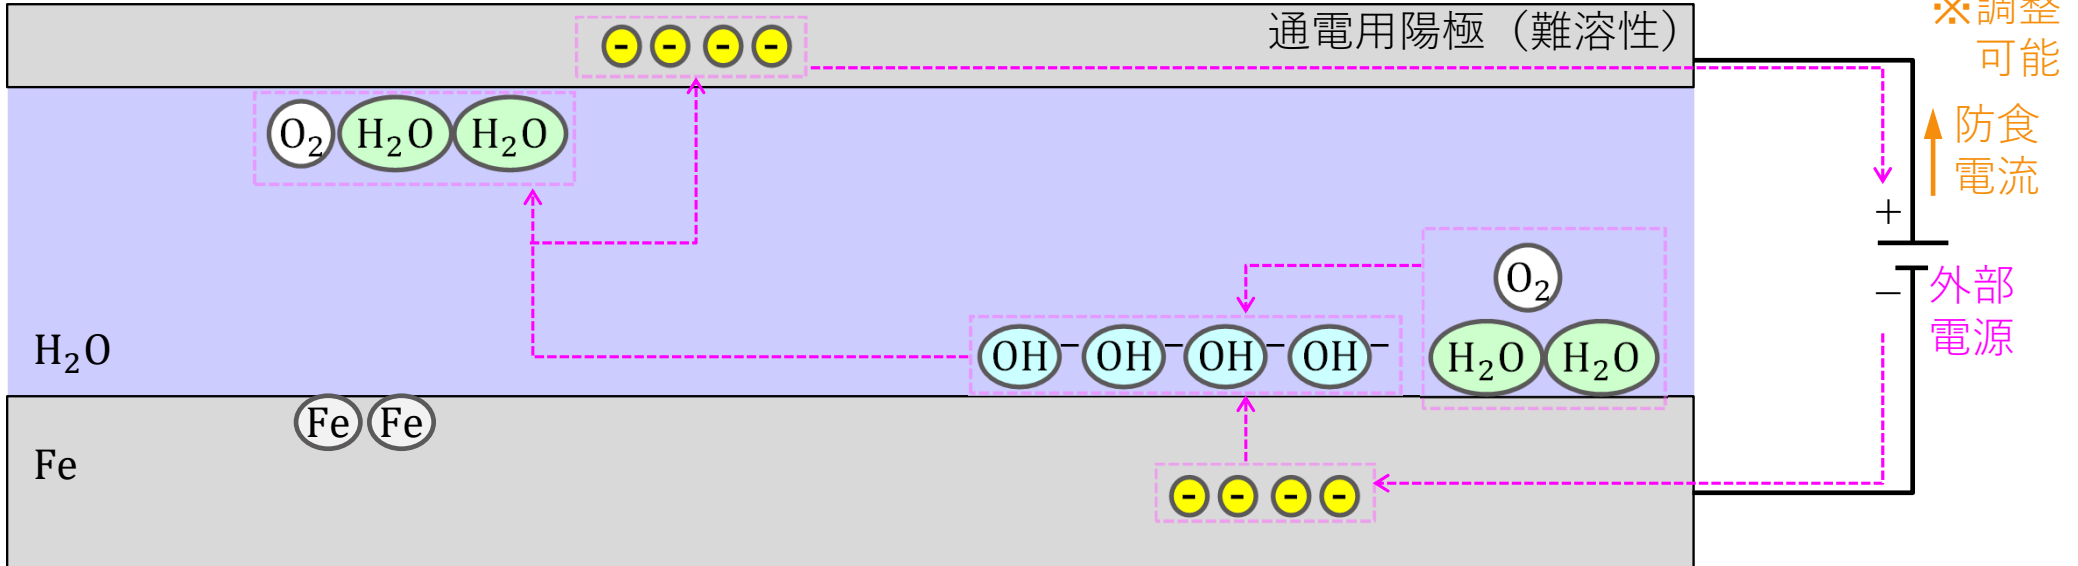 通電用陽極（難溶性）
※調整
可能
- - - -
O₂ H₂O H₂O
防食
電流
+
−
外部
電源
O₂
H₂O H₂O
OH⁻ OH⁻ OH⁻ OH⁻
H₂O
Fe Fe
Fe
- - - -